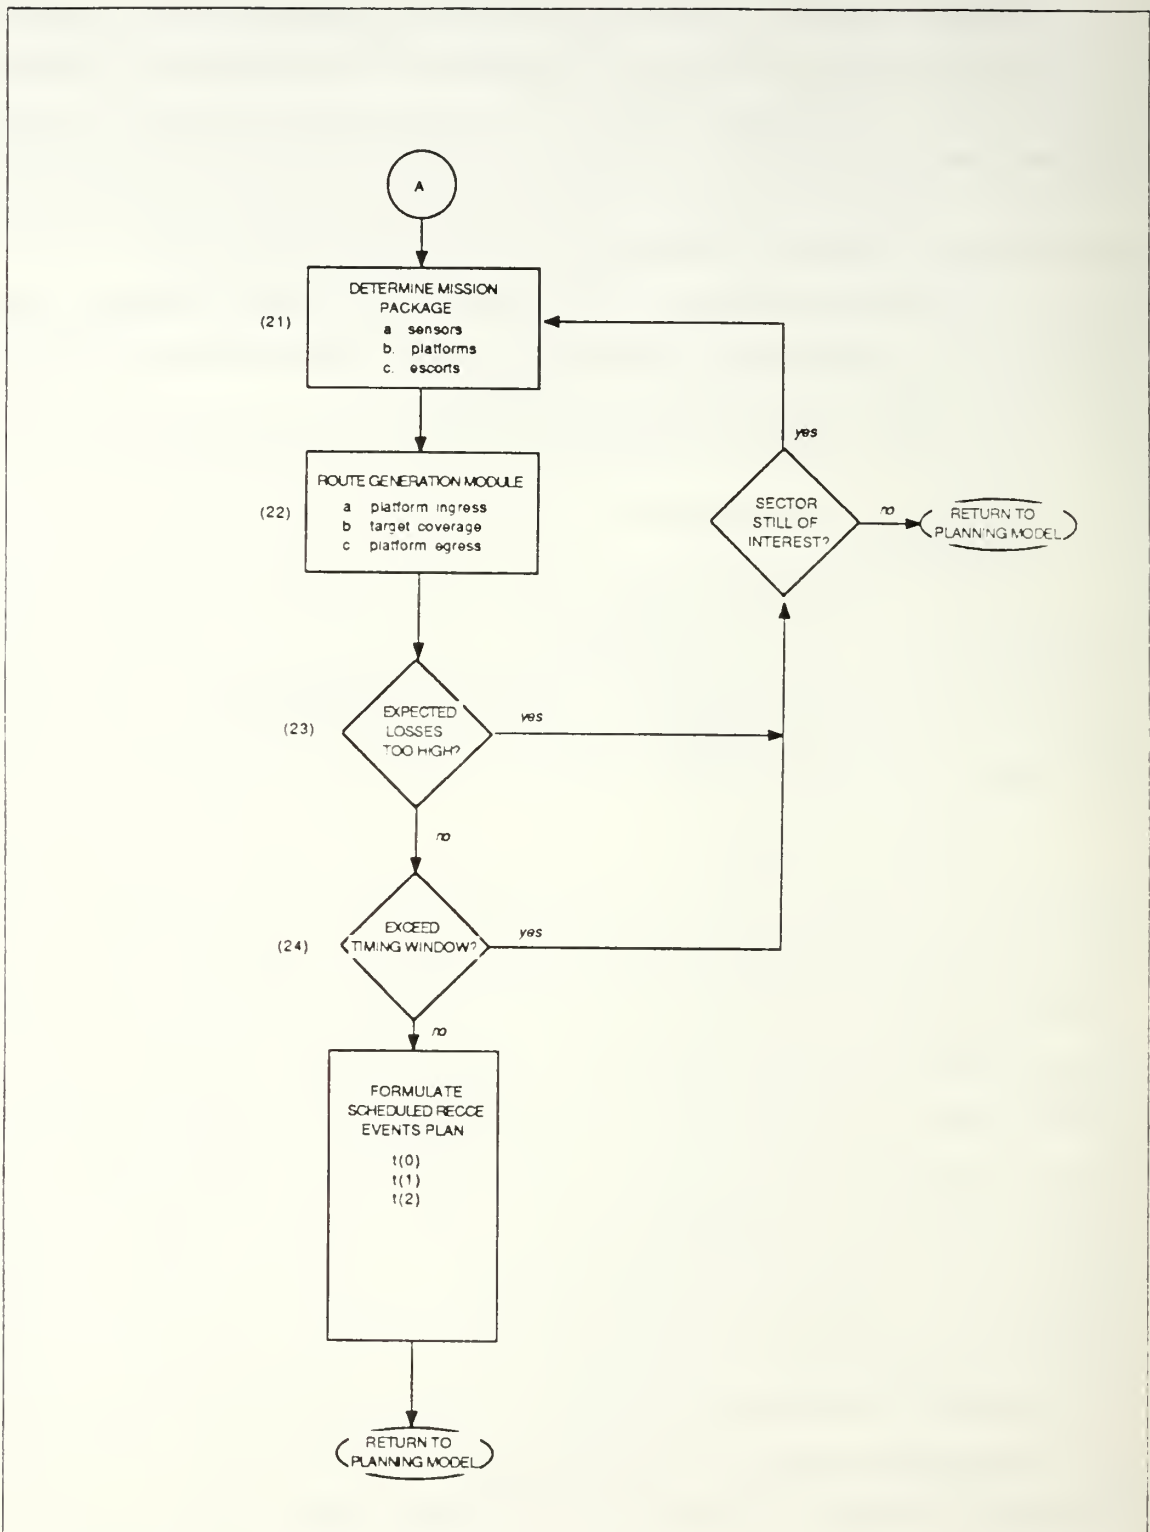 A
DETERMINE MISSION
PACKAGE
(21)
a sensors
b. platforms
c. escorts
yes
ROUTE GENERATION MODULE
(22)
a platform ingress
b target coverage
c platform egress
SECTOR
STILL OF
INTEREST?
no
RETURN TO
PLANNING MODEL
(23)
EXPECTED
LOSSES
TOO HIGH?
yes
no
(24)
EXCEED
TIMING WINDOW?
yes
no
FORMULATE
SCHEDULED RECCE
EVENTS PLAN
t(0)
t(1)
t(2)
RETURN TO
PLANNING MODEL